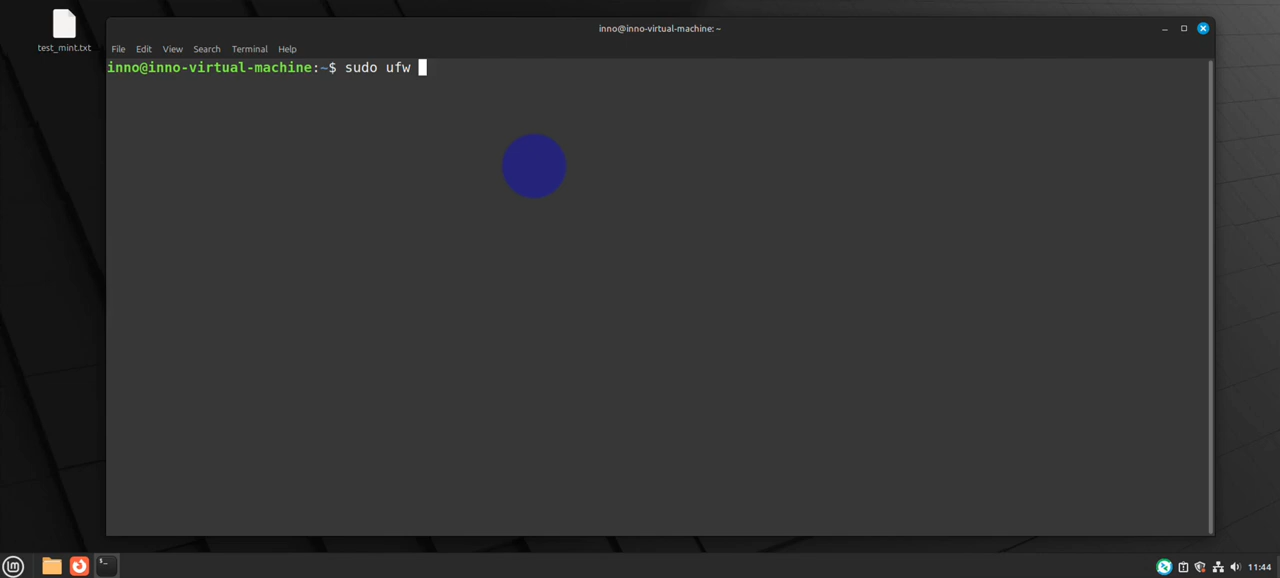 test_mint.txt
inno@inno-virtual-machine: ~
File Edit View Search Terminal Help
inno@inno-virtual-machine:~$ sudo ufw
11:44